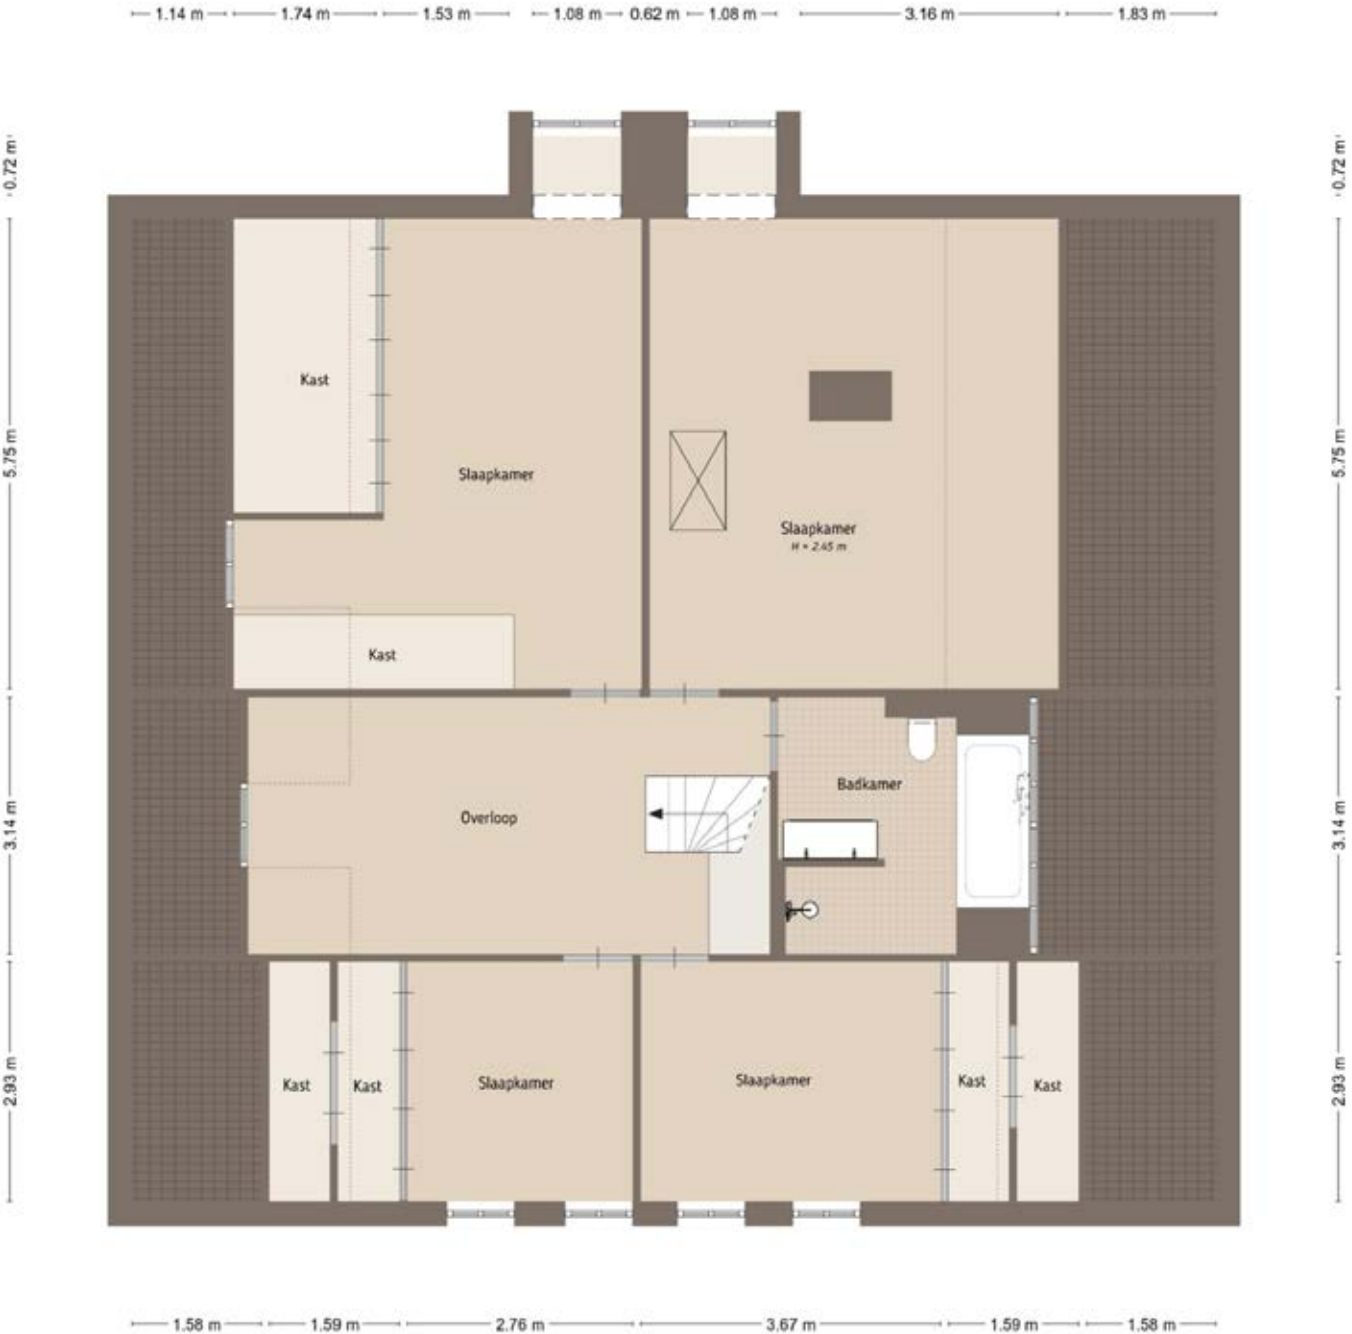 1.14 m 1.74 m 1.53 m 1.08 m 0.62 m 1.08 m 3.16 m 1.83 m
0.72 m
0.72 m
5.75 m
5.75 m
Kast
Slaapkamer
Slaapkamer
H = 2.45 m
Kast
3.14 m
3.14 m
Badkamer
Overloop
2.93 m
2.93 m
Kast
Kast
Slaapkamer
Slaapkamer
Kast
Kast
1.58 m 1.59 m 2.76 m 3.67 m 1.59 m 1.58 m